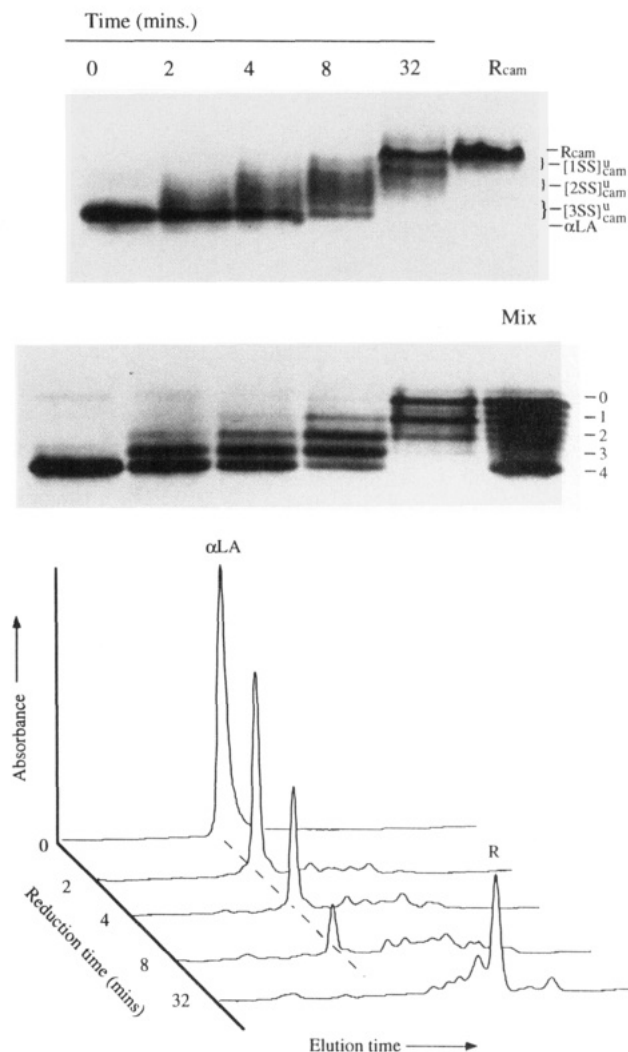 Time (mins.)
0 2 4 8 32 Rcam
Rcam
[1SS]ᵘcam
[2SS]ᵘcam
[3SS]ᵘcam
αLA
Mix
0
1
2
3
4
αLA
Absorbance
R
0
2
4
8
32
Reduction time (mins)
Elution time